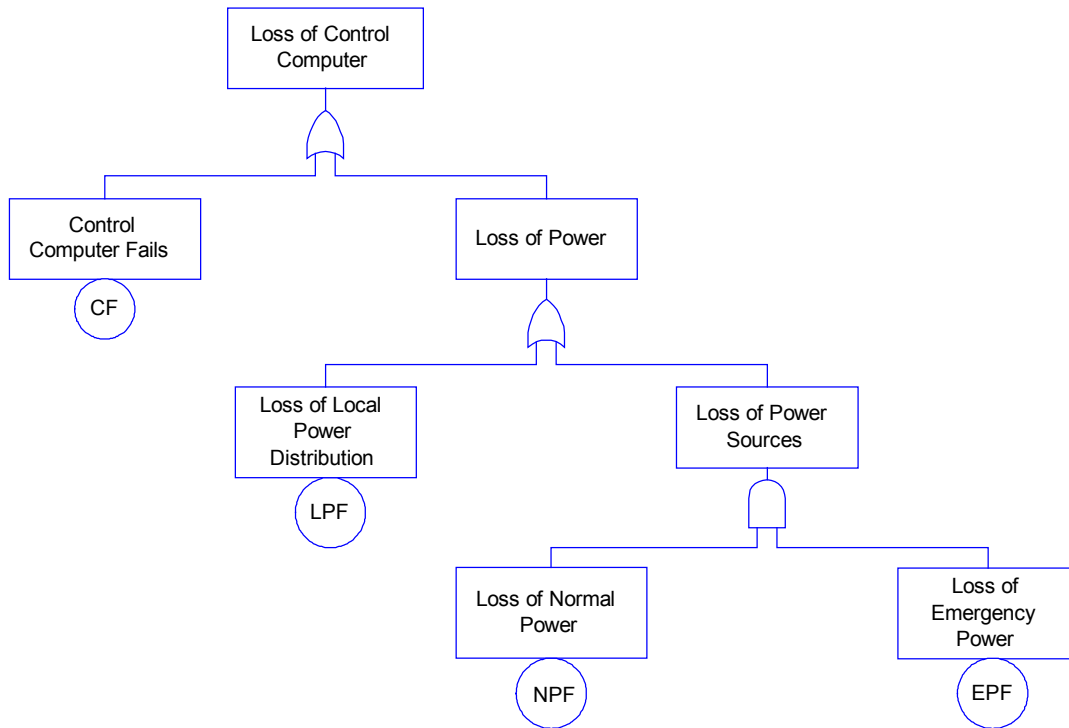 Loss of Control
Computer
Control
Computer Fails
CF
Loss of Power
Loss of Local
Power
Distribution
LPF
Loss of Power
Sources
Loss of Normal
Power
NPF
Loss of
Emergency
Power
EPF